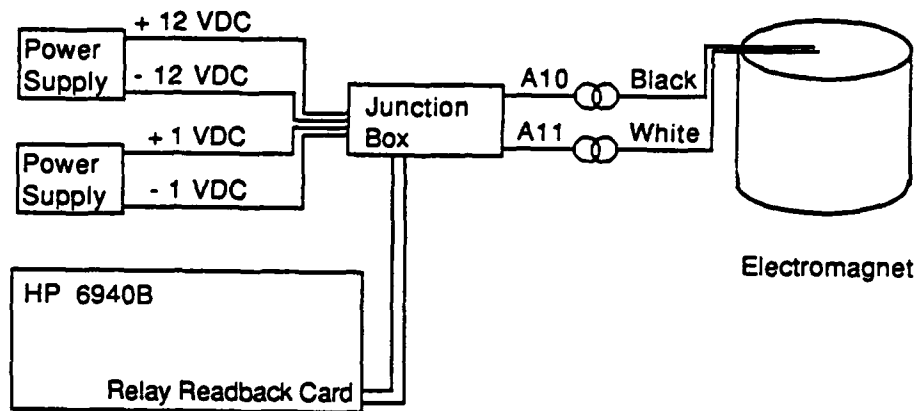 + 12 VDC
Power
Supply
- 12 VDC
+ 1 VDC
Power
Supply
- 1 VDC
Junction
Box
A10
Black
A11
White
Electromagnet
HP 6940B
Relay Readback Card